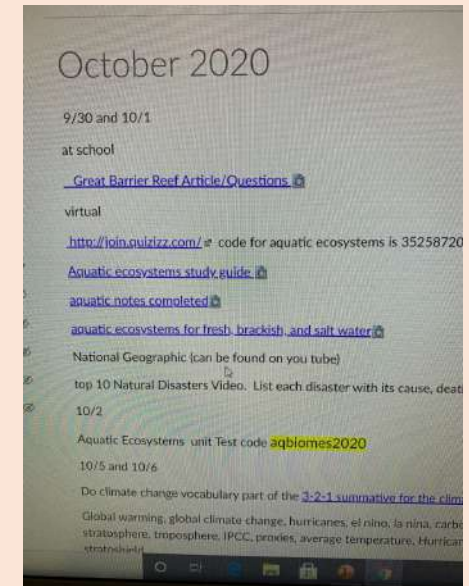 October 2020
9/30 and 10/1
at school
Great Barrier Reef Article/Questions
virtual
http://join.quizizz.com/ code for aquatic ecosystems is 35258720
Aquatic ecosystems study guide
aquatic notes completed
aquatic ecosystems for fresh, brackish, and salt water
National Geographic (can be found on you tube)
top 10 Natural Disasters Video. List each disaster with its cause, deat
10/2
Aquatic Ecosystems unit Test code aqbiomes2020
10/5 and 10/6
Do climate change vocabulary part of the 3-2-1 summative for the clim
Global warming, global climate change, hurricanes, el nino, la nina, carb
stratosphere, troposphere, IPCC, proxies, average temperature, Hurrican